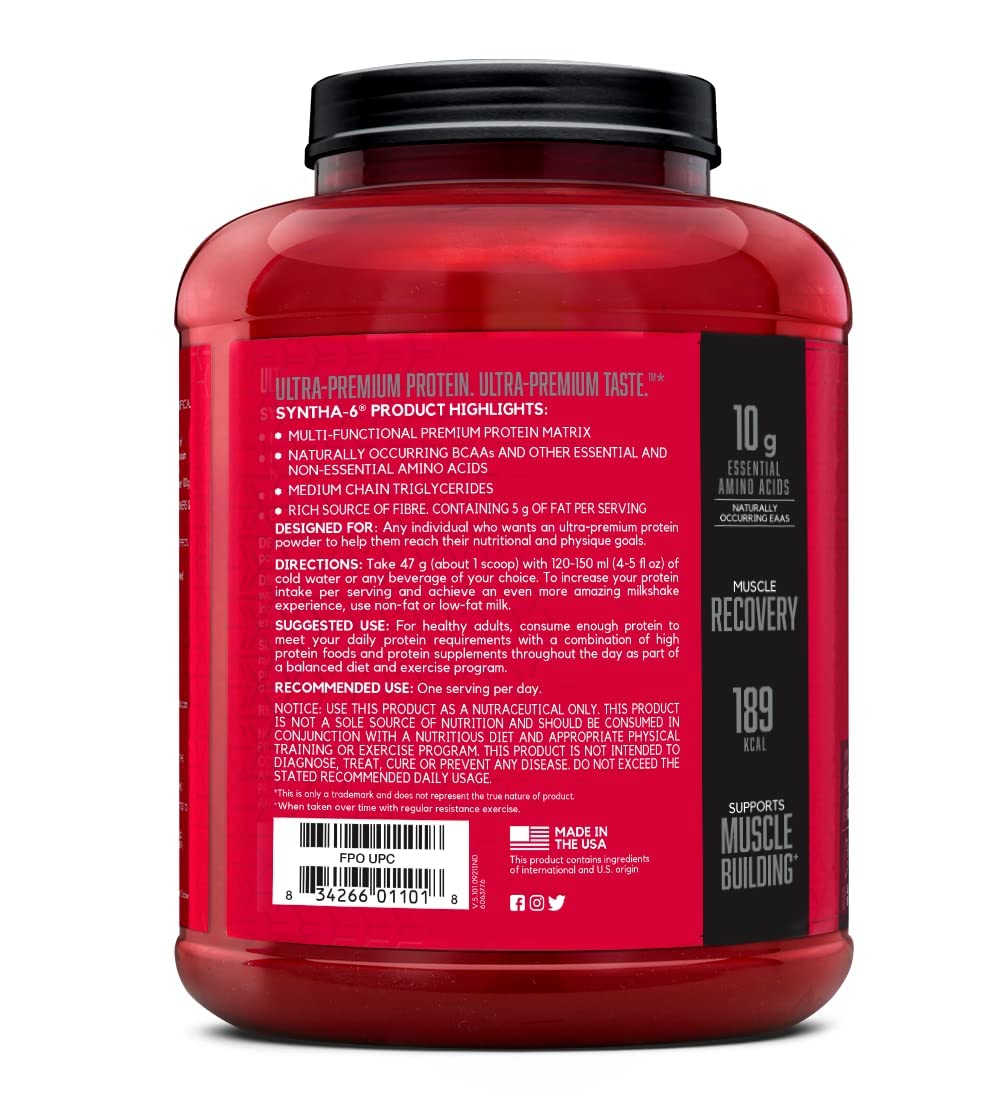 ULTRA-PREMIUM PROTEIN. ULTRA-PREMIUM TASTE.™*
SYNTHA-6® PRODUCT HIGHLIGHTS:
• MULTI-FUNCTIONAL PREMIUM PROTEIN MATRIX
• NATURALLY OCCURRING BCAAs AND OTHER ESSENTIAL AND
NON-ESSENTIAL AMINO ACIDS
• MEDIUM CHAIN TRIGLYCERIDES
• RICH SOURCE OF FIBRE. CONTAINING 5 g OF FAT PER SERVING
DESIGNED FOR: Any individual who wants an ultra-premium protein
powder to help them reach their nutritional and physique goals.
DIRECTIONS: Take 47 g (about 1 scoop) with 120-150 ml (4-5 fl oz) of
cold water or any beverage of your choice. To increase your protein
intake per serving and achieve an even more amazing milkshake
experience, use non-fat or low-fat milk.
SUGGESTED USE: For healthy adults, consume enough protein to
meet your daily protein requirements with a combination of high
protein foods and protein supplements throughout the day as part of
a balanced diet and exercise program.
RECOMMENDED USE: One serving per day.
NOTICE: USE THIS PRODUCT AS A NUTRACEUTICAL ONLY. THIS PRODUCT
IS NOT A SOLE SOURCE OF NUTRITION AND SHOULD BE CONSUMED IN
CONJUNCTION WITH A NUTRITIOUS DIET AND APPROPRIATE PHYSICAL
TRAINING OR EXERCISE PROGRAM. THIS PRODUCT IS NOT INTENDED TO
DIAGNOSE, TREAT, CURE OR PREVENT ANY DISEASE. DO NOT EXCEED THE
STATED RECOMMENDED DAILY USAGE.
*This is only a trademark and does not represent the true nature of product.
⁺When taken over time with regular resistance exercise.
FPO UPC
8 34266 01101 8
V:5.101092IIND
6063776
MADE IN
THE USA
This product contains ingredients
of international and U.S. origin
10 g
ESSENTIAL
AMINO ACIDS
NATURALLY
OCCURRING EAAS
MUSCLE
RECOVERY
189
KCAL
SUPPORTS
MUSCLE
BUILDING⁺